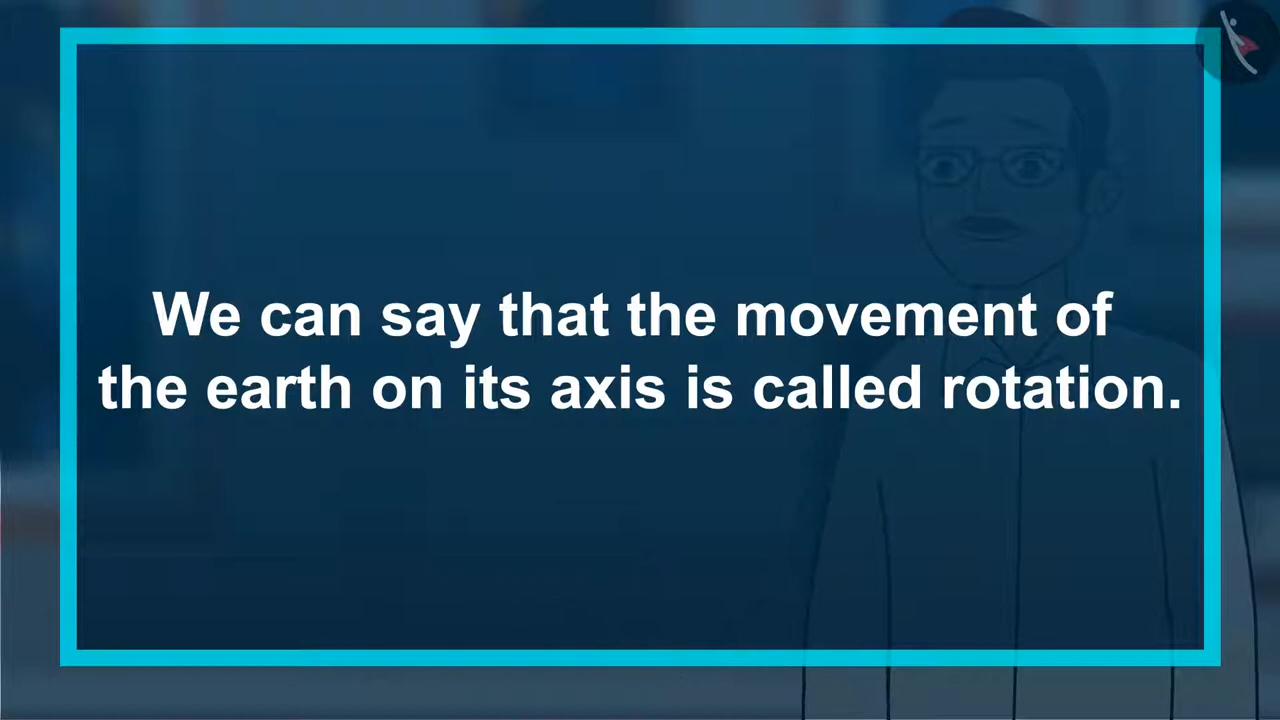 We can say that the movement of
the earth on its axis is called rotation.